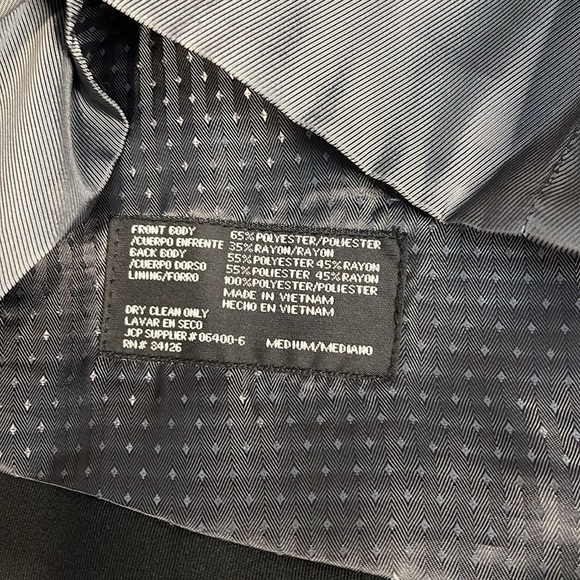 FRONT BODY 65% POLYESTER/POLIESTER
/CUERPO ENFRENTE 35% RAYON/RAYON
BACK BODY 55% POLYESTER 45% RAYON
/CUERPO DORSO 55% POLIESTER 45% RAYON
LINING/FORRO 100% POLYESTER/POLIESTER
MADE IN VIETNAM
HECHO EN VIETNAM
DRY CLEAN ONLY
LAVAR EN SECO
JCP SUPPLIER # 06400-6 MEDIUM/MEDIANO
RN# 84126